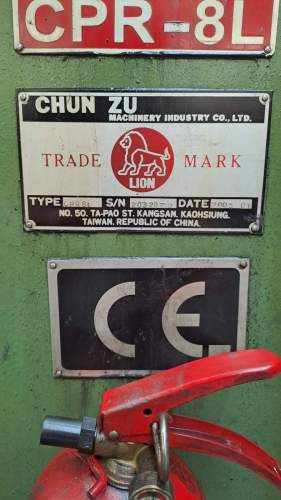 CPR-8L
CHUN ZU
MACHINERY INDUSTRY CO., LTD.
TRADE MARK
LION
TYPE S/N DATE
NO. 50. TA-PAO ST. KANGSAN. KAOHSIUNG.
TAIWAN. REPUBLIC OF CHINA.
CE